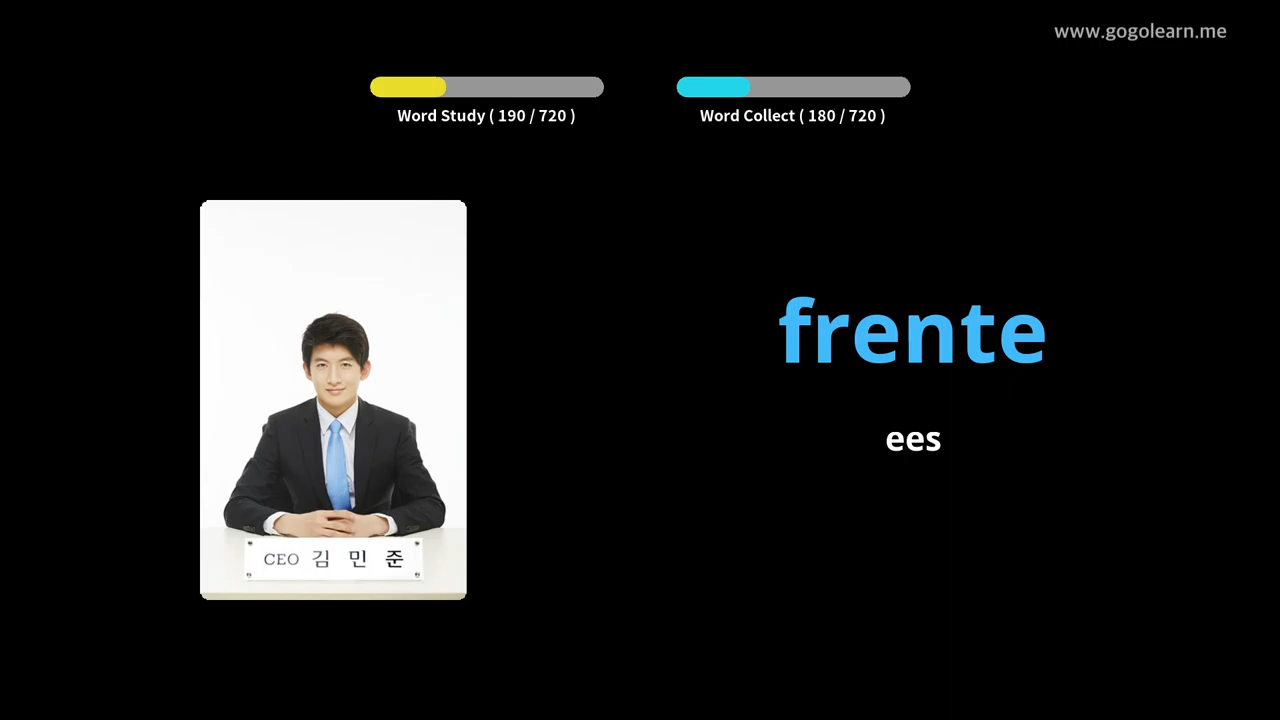 www.gogolearn.me
Word Study ( 190 / 720 )
Word Collect ( 180 / 720 )
frente
ees
CEO 김 민 준